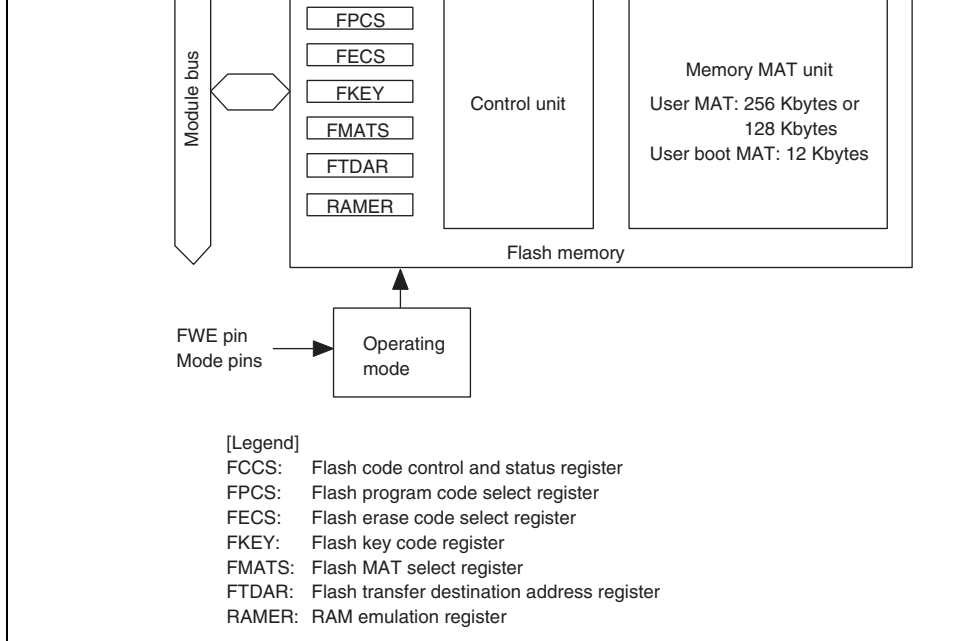 FPCS
FECS
FKEY
FMATS
FTDAR
RAMER
Module bus
Control unit
Memory MAT unit
User MAT: 256 Kbytes or
128 Kbytes
User boot MAT: 12 Kbytes
Flash memory
FWE pin
Mode pins
Operating
mode
[Legend]
FCCS: Flash code control and status register
FPCS: Flash program code select register
FECS: Flash erase code select register
FKEY: Flash key code register
FMATS: Flash MAT select register
FTDAR: Flash transfer destination address register
RAMER: RAM emulation register